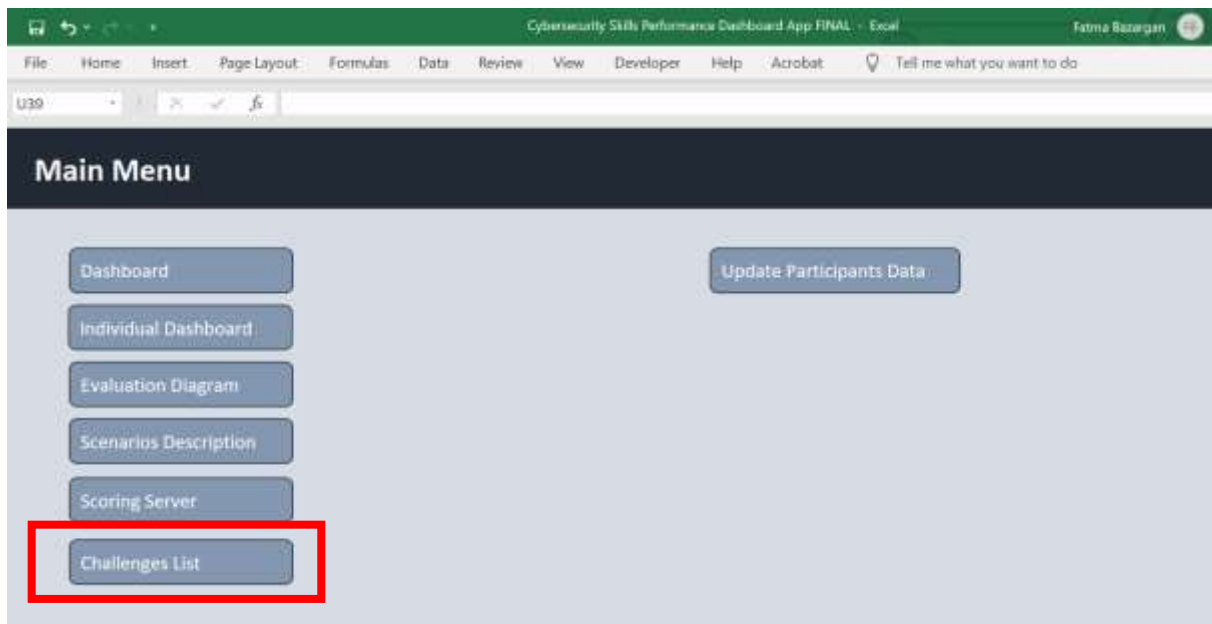 Cybersecurity Skills Performance Dashboard App FINAL - Excel
Fatma Bazargan
File Home Insert Page Layout Formulas Data Review View Developer Help Acrobat Tell me what you want to do
U39 fx
Main Menu
Dashboard
Update Participants Data
Individual Dashboard
Evaluation Diagram
Scenarios Description
Scoring Server
Challenges List